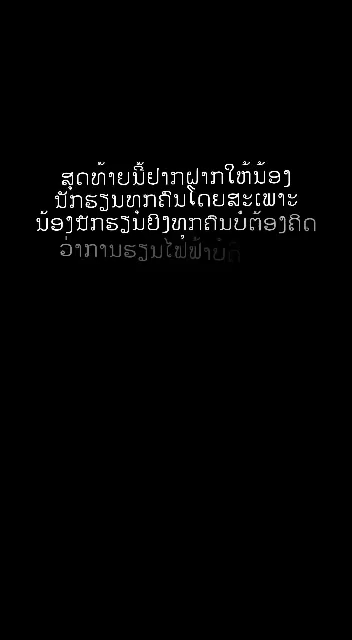 ສຸດທ້າຍນີ້ຢາກຝາກໃຫ້ນ້ອງ
ນັກຮຽນທຸກຄົນໂດຍສະເພາະ
ນ້ອງນັກຮຽນຍິງທຸກຄົນບໍ່ຕ້ອງຄິດ
ວ່າການຮຽນໄຟຟ້າບໍ່